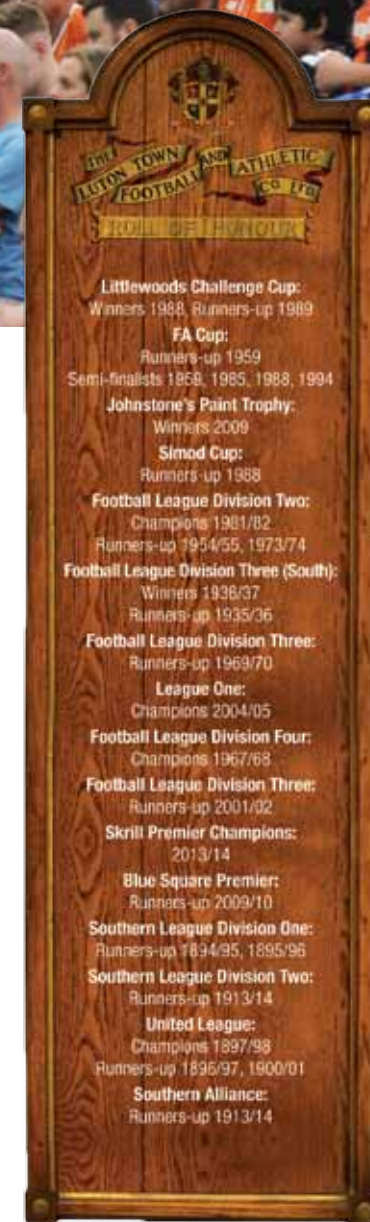 THE
LUTON TOWN AND ATHLETIC
FOOTBALL CO. LTD.
ROLL OF HONOUR
Littlewoods Challenge Cup:
Winners 1988, Runners-up 1989
FA Cup:
Runners-up 1959
Semi-finalists 1959, 1985, 1988, 1994
Johnstone's Paint Trophy:
Winners 2009
Simod Cup:
Runners-up 1988
Football League Division Two:
Champions 1981/82
Runners-up 1954/55, 1973/74
Football League Division Three (South):
Winners 1936/37
Runners-up 1935/36
Football League Division Three:
Runners-up 1969/70
League One:
Champions 2004/05
Football League Division Four:
Champions 1967/68
Football League Division Three:
Runners-up 2001/02
Skrill Premier Champions:
2013/14
Blue Square Premier:
Runners-up 2009/10
Southern League Division One:
Runners-up 1894/95, 1895/96
Southern League Division Two:
Runners-up 1913/14
United League:
Champions 1897/98
Runners-up 1896/97, 1900/01
Southern Alliance:
Runners-up 1913/14